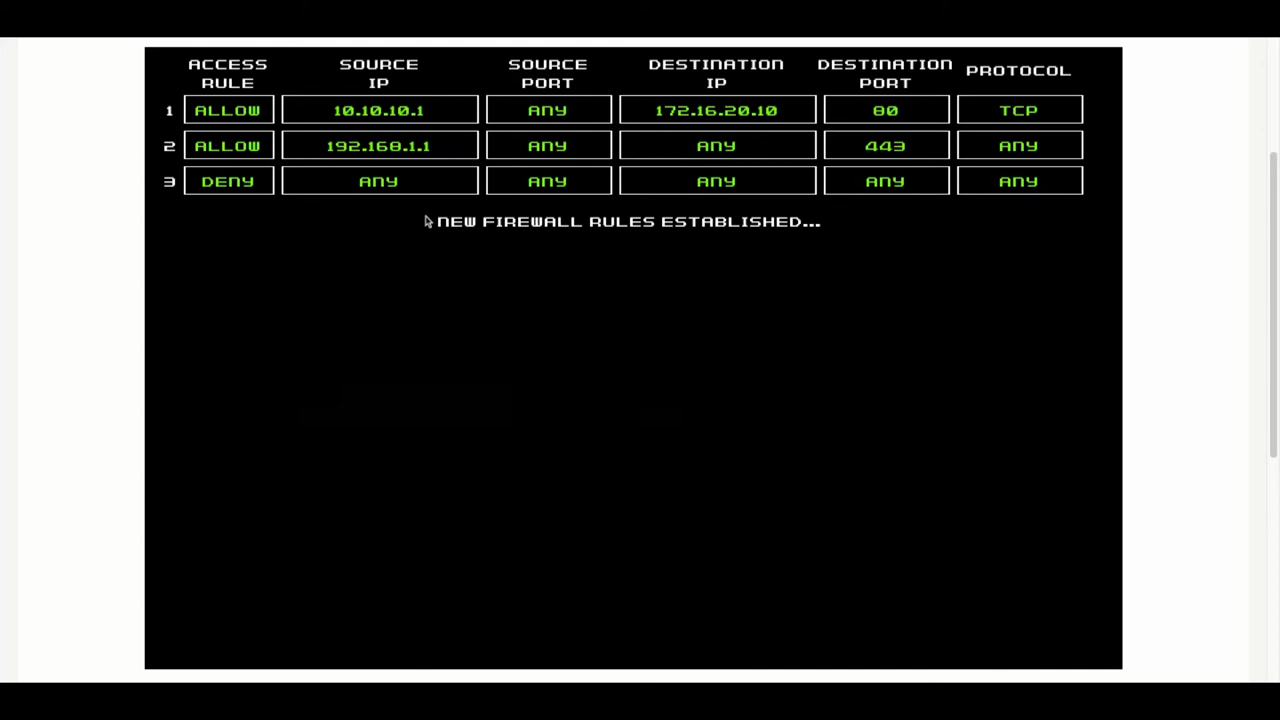 ACCESS RULE SOURCE IP SOURCE PORT DESTINATION IP DESTINATION PORT PROTOCOL
1 ALLOW 10.10.10.1 ANY 172.16.20.10 80 TCP
2 ALLOW 192.168.1.1 ANY ANY 443 ANY
3 DENY ANY ANY ANY ANY ANY
NEW FIREWALL RULES ESTABLISHED...